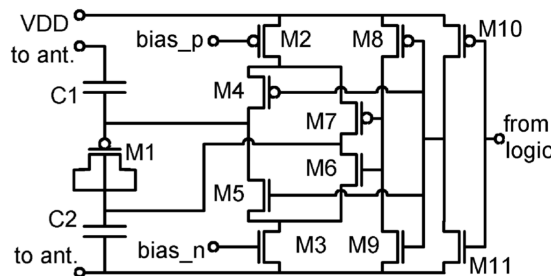 VDD
to ant.
C1
M1
C2
to ant.
bias_p
M2
M4
M7
M6
M5
M3
bias_n
M8
M9
M10
M11
from
logic